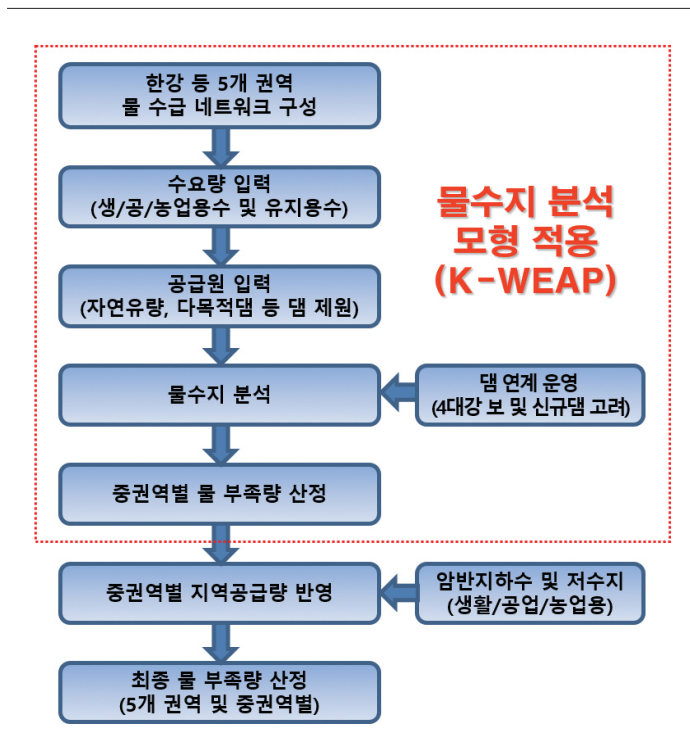 한강 등 5개 권역
물 수급 네트워크 구성
수요량 입력
(생/공/농업용수 및 유지용수)
공급원 입력
(자연유량, 다목적댐 등 댐 제원)
물수지 분석
모형 적용
(K-WEAP)
물수지 분석
댐 연계 운영
(4대강 보 및 신규댐 고려)
중권역별 물 부족량 산정
중권역별 지역공급량 반영
암반지하수 및 저수지
(생활/공업/농업용)
최종 물 부족량 산정
(5개 권역 및 중권역별)